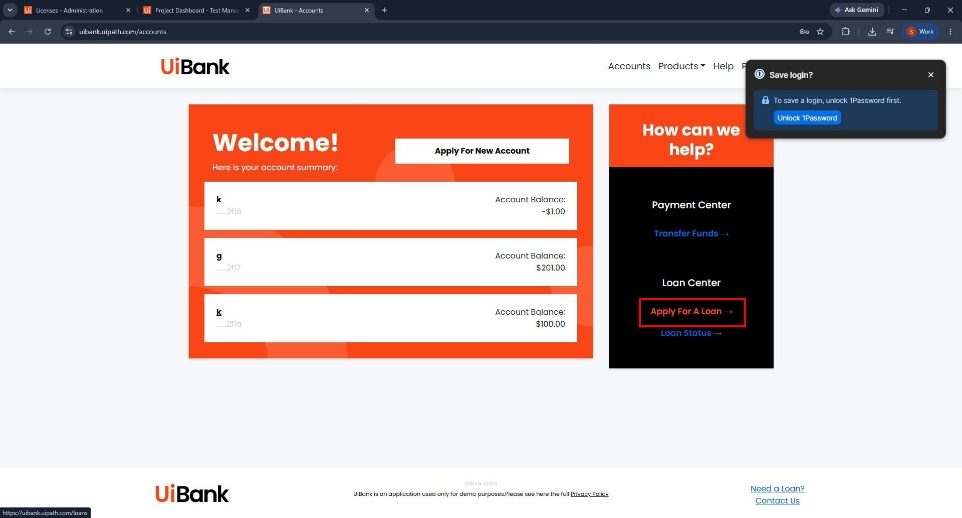 Licenses - Administration
Project Dashboard - Test Mana
UiBank - Accounts
Ask Gemini
uibank.uipath.com/accounts
S Work
UiBank
Accounts Products Help
Save login?
To save a login, unlock 1Password first.
Unlock 1Password
Welcome!
Here is your account summary:
Apply For New Account
k
......2f16
Account Balance:
-$1.00
g
......2f17
Account Balance:
$201.00
k
......2f1a
Account Balance:
$100.00
How can we
help?
Payment Center
Transfer Funds →
Loan Center
Apply For A Loan →
Loan Status →
UiBank
UiBank is an application used only for demo purposes.Please see here the full Privacy Policy
Need a Loan?
Contact Us
https://uibank.uipath.com/loans